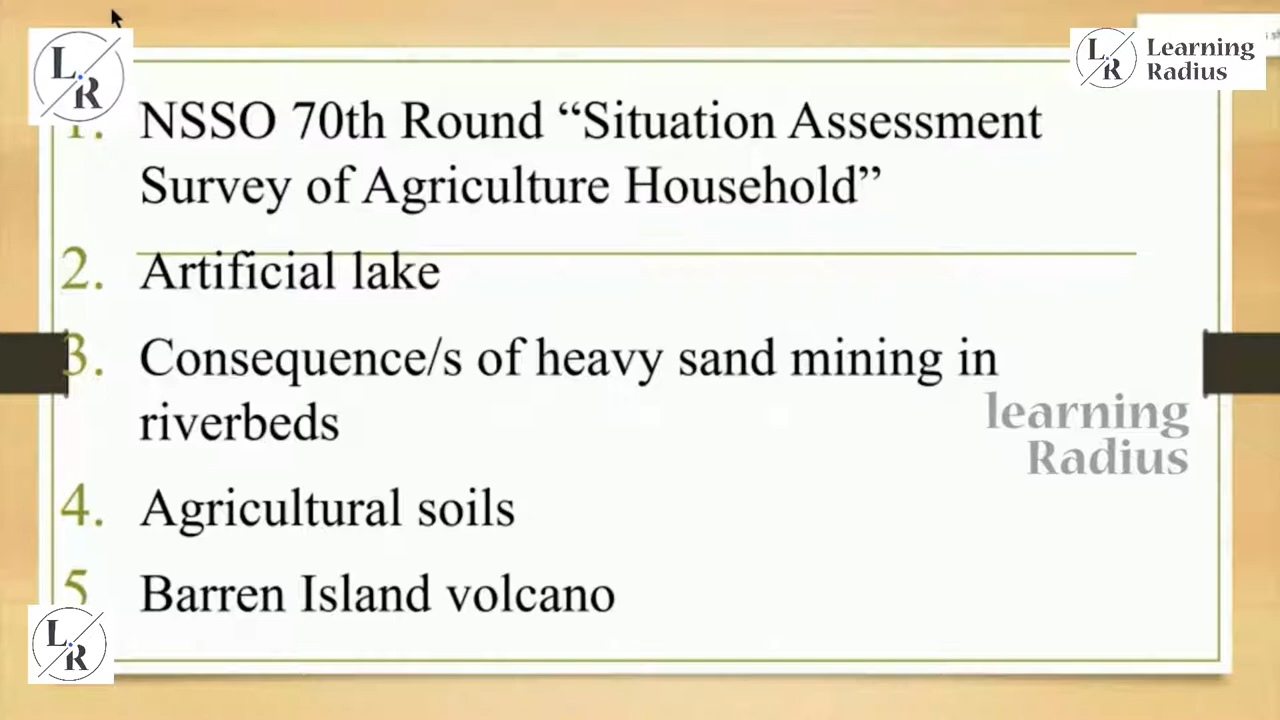 L R
Learning
Radius
1. NSSO 70th Round “Situation Assessment
Survey of Agriculture Household”
2. Artificial lake
3. Consequence/s of heavy sand mining in
riverbeds
learning
Radius
4. Agricultural soils
5 Barren Island volcano
L R
L R